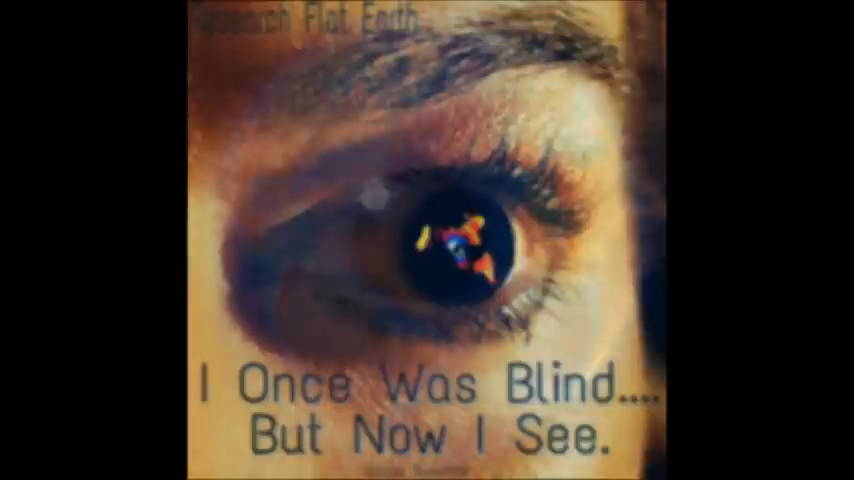 Research Flat Earth
I Once Was Blind....
But Now I See.